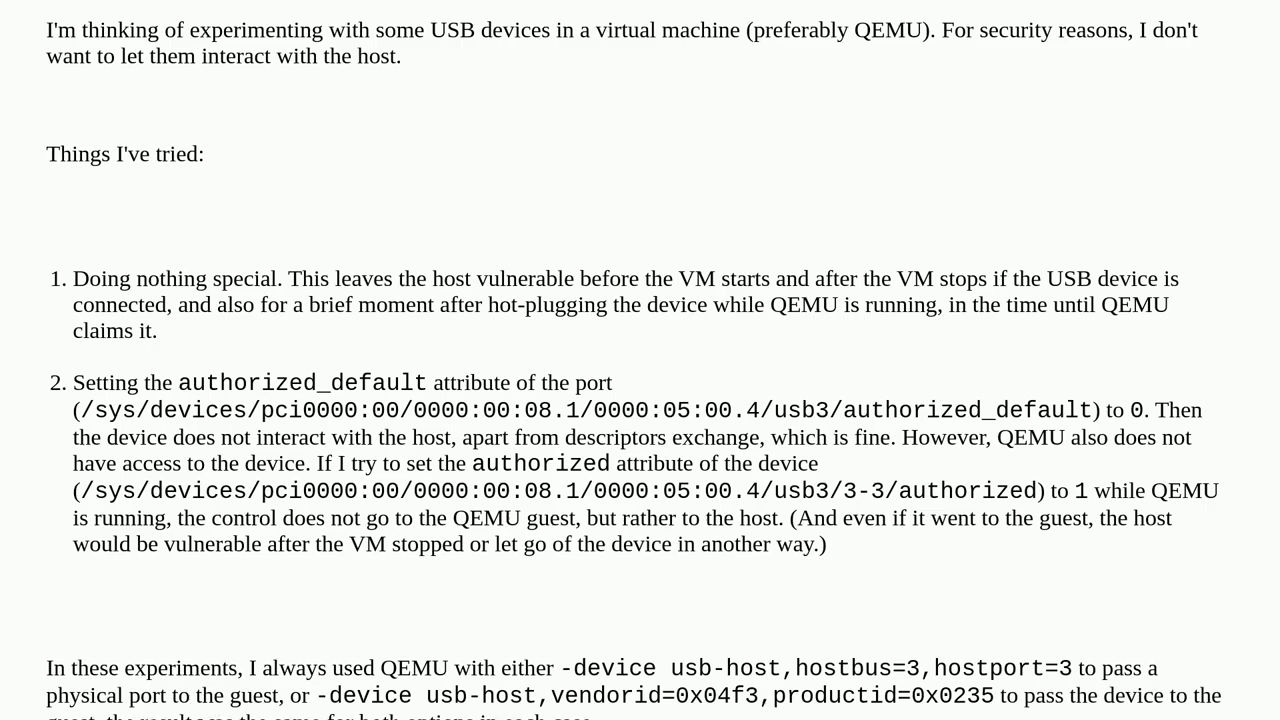 I'm thinking of experimenting with some USB devices in a virtual machine (preferably QEMU). For security reasons, I don't
want to let them interact with the host.
Things I've tried:
1. Doing nothing special. This leaves the host vulnerable before the VM starts and after the VM stops if the USB device is
connected, and also for a brief moment after hot-plugging the device while QEMU is running, in the time until QEMU
claims it.
2. Setting the authorized_default attribute of the port
(/sys/devices/pci0000:00/0000:00:08.1/0000:05:00.4/usb3/authorized_default) to 0. Then
the device does not interact with the host, apart from descriptors exchange, which is fine. However, QEMU also does not
have access to the device. If I try to set the authorized attribute of the device
(/sys/devices/pci0000:00/0000:00:08.1/0000:05:00.4/usb3/3-3/authorized) to 1 while QEMU
is running, the control does not go to the QEMU guest, but rather to the host. (And even if it went to the guest, the host
would be vulnerable after the VM stopped or let go of the device in another way.)
In these experiments, I always used QEMU with either -device usb-host,hostbus=3,hostport=3 to pass a
physical port to the guest, or -device usb-host,vendorid=0x04f3,productid=0x0235 to pass the device to the
guest, the result was the same for both options in each case.